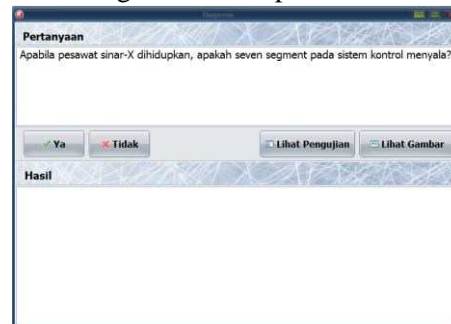 Pertanyaan
Apabila pesawat sinar-X dihidupkan, apakah seven segment pada sistem kontrol menyala?
Ya
Tidak
Lihat Pengujian
Lihat Gambar
Hasil